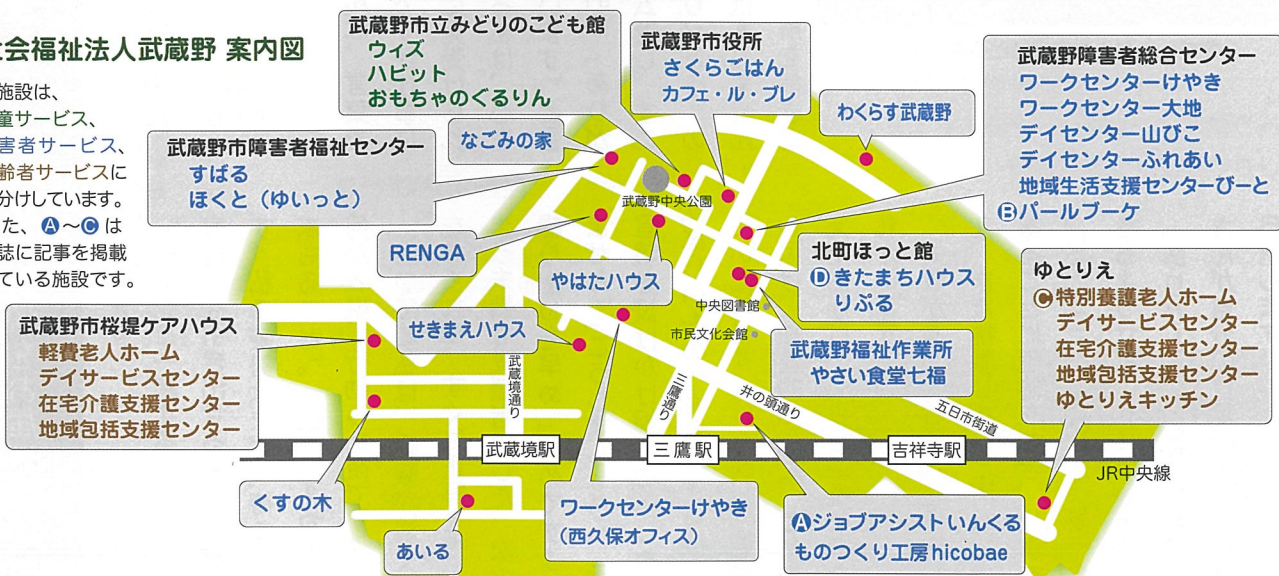 社会福祉法人武蔵野 案内図
施設は、
童サービス、
害者サービス、
齢者サービスに
分けしています。
た、Ⓐ～Ⓒは
誌に記事を掲載
ている施設です。
武蔵野市立みどりのこども館
ウィズ
ハビット
おもちゃのぐるりん
武蔵野市役所
さくらごはん
カフェ・ル・ブレ
わくらす武蔵野
武蔵野障害者総合センター
ワークセンターけやき
ワークセンター大地
デイセンター山びこ
デイセンターふれあい
地域生活支援センターびーと
Ⓑパールブーケ
武蔵野市障害者福祉センター
すばる
ほくと（ゆいっと）
なごみの家
武蔵野中央公園
RENGA
やはたハウス
北町ほっと館
Ⓓきたまちハウス
りぷる
中央図書館
市民文化会館
武蔵野福祉作業所
やさい食堂七福
ゆとりえ
Ⓒ特別養護老人ホーム
デイサービスセンター
在宅介護支援センター
地域包括支援センター
ゆとりえキッチン
武蔵野市桜堤ケアハウス
軽費老人ホーム
デイサービスセンター
在宅介護支援センター
地域包括支援センター
せきまえハウス
武蔵境通り
三鷹通り
井の頭通り
五日市街道
武蔵境駅
三鷹駅
吉祥寺駅
JR中央線
くすの木
あいる
ワークセンターけやき
（西久保オフィス）
Ⓐジョブアシストいんくる
ものつくり工房hicobae